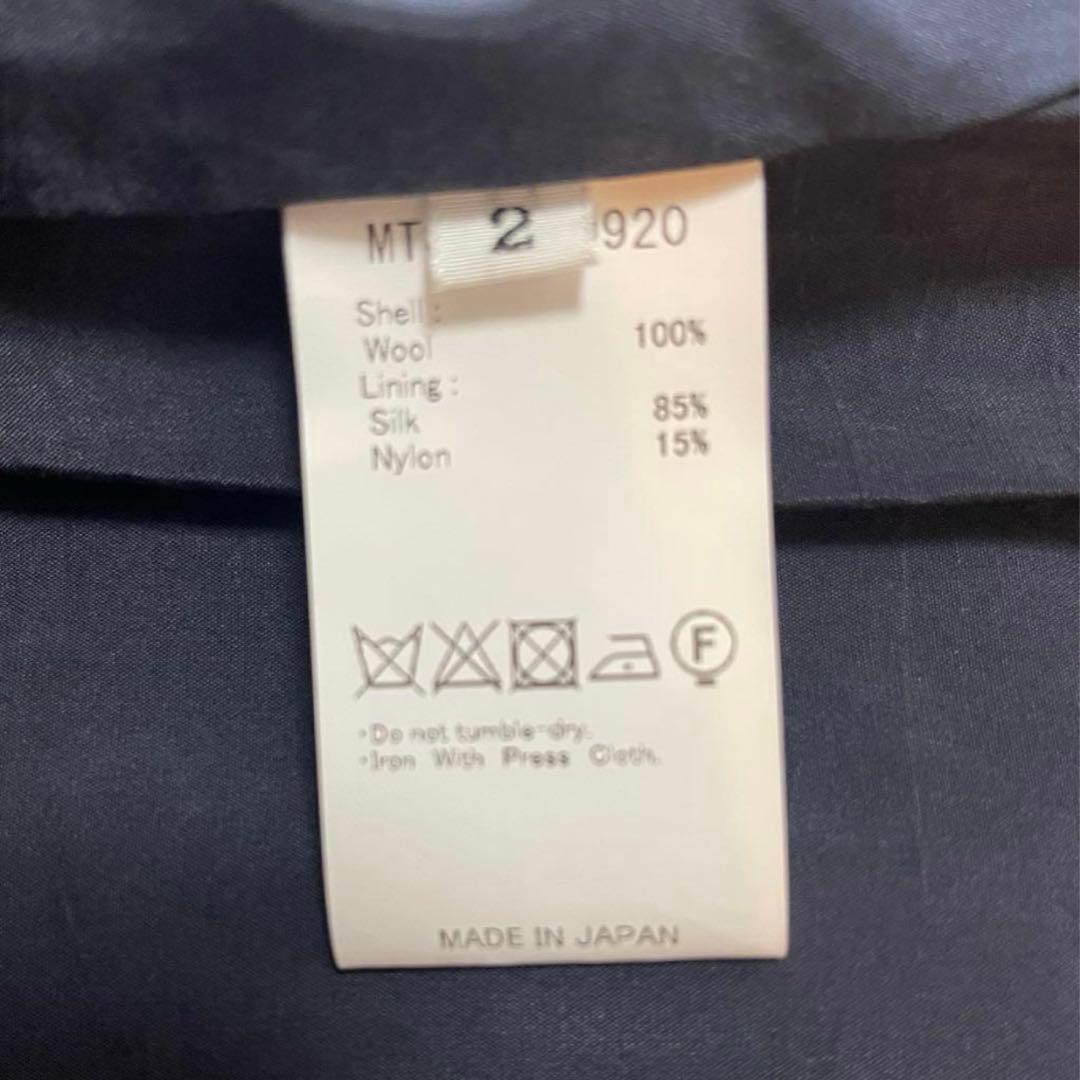 MT 2 920
Shell :
Wool 100%
Lining :
Silk 85%
Nylon 15%
F
・Do not tumble-dry.
・Iron With Press Cloth.
MADE IN JAPAN